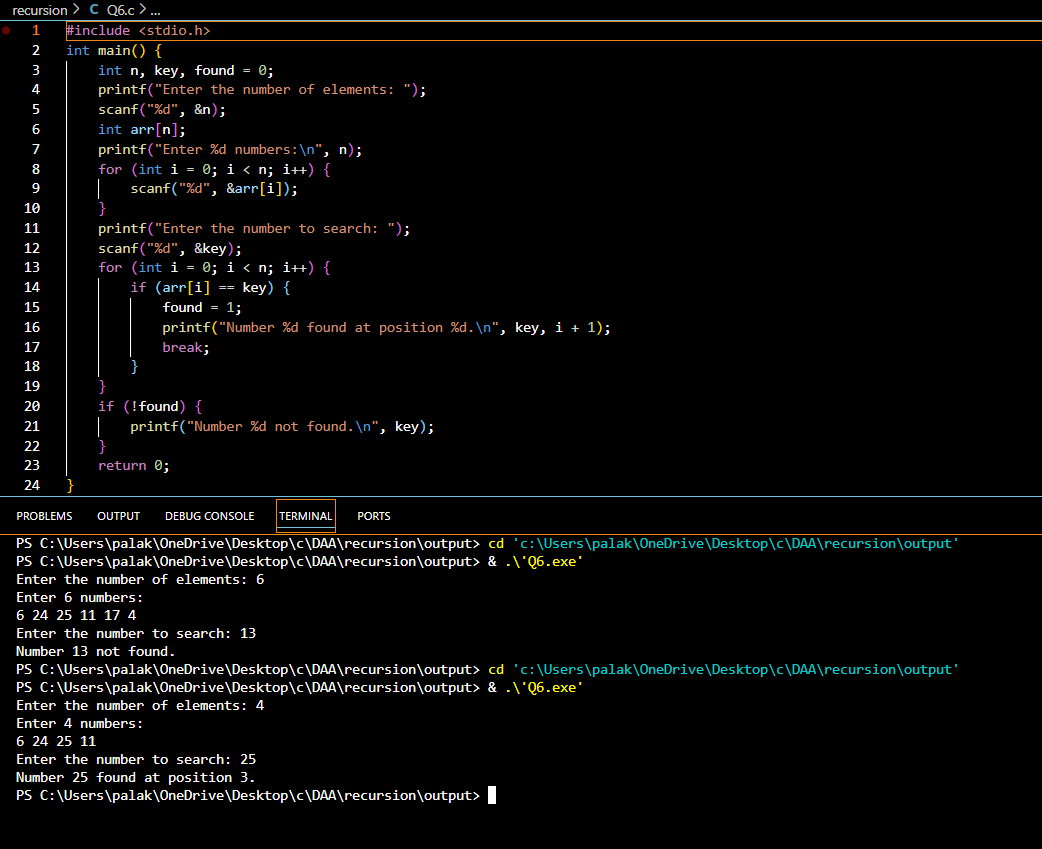 recursion > C Q6.c > ...
1 #include <stdio.h>
2 int main() {
3     int n, key, found = 0;
4     printf("Enter the number of elements: ");
5     scanf("%d", &n);
6     int arr[n];
7     printf("Enter %d numbers:\n", n);
8     for (int i = 0; i < n; i++) {
9         scanf("%d", &arr[i]);
10     }
11     printf("Enter the number to search: ");
12     scanf("%d", &key);
13     for (int i = 0; i < n; i++) {
14         if (arr[i] == key) {
15             found = 1;
16             printf("Number %d found at position %d.\n", key, i + 1);
17             break;
18         }
19     }
20     if (!found) {
21         printf("Number %d not found.\n", key);
22     }
23     return 0;
24 }
PROBLEMS OUTPUT DEBUG CONSOLE TERMINAL PORTS
PS C:\Users\palak\OneDrive\Desktop\c\DAA\recursion\output> cd 'c:\Users\palak\OneDrive\Desktop\c\DAA\recursion\output'
PS C:\Users\palak\OneDrive\Desktop\c\DAA\recursion\output> & .\'Q6.exe'
Enter the number of elements: 6
Enter 6 numbers:
6 24 25 11 17 4
Enter the number to search: 13
Number 13 not found.
PS C:\Users\palak\OneDrive\Desktop\c\DAA\recursion\output> cd 'c:\Users\palak\OneDrive\Desktop\c\DAA\recursion\output'
PS C:\Users\palak\OneDrive\Desktop\c\DAA\recursion\output> & .\'Q6.exe'
Enter the number of elements: 4
Enter 4 numbers:
6 24 25 11
Enter the number to search: 25
Number 25 found at position 3.
PS C:\Users\palak\OneDrive\Desktop\c\DAA\recursion\output>